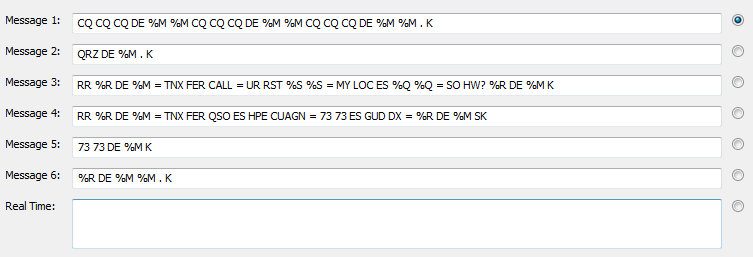 Message 1: CQ CQ CQ DE %M %M CQ CQ CQ DE %M %M CQ CQ CQ DE %M %M . K
Message 2: QRZ DE %M . K
Message 3: RR %R DE %M = TNX FER CALL = UR RST %S %S = MY LOC ES %Q %Q = SO HW? %R DE %M K
Message 4: RR %R DE %M = TNX FER QSO ES HPE CUAGN = 73 73 ES GUD DX = %R DE %M SK
Message 5: 73 73 DE %M K
Message 6: %R DE %M %M . K
Real Time: